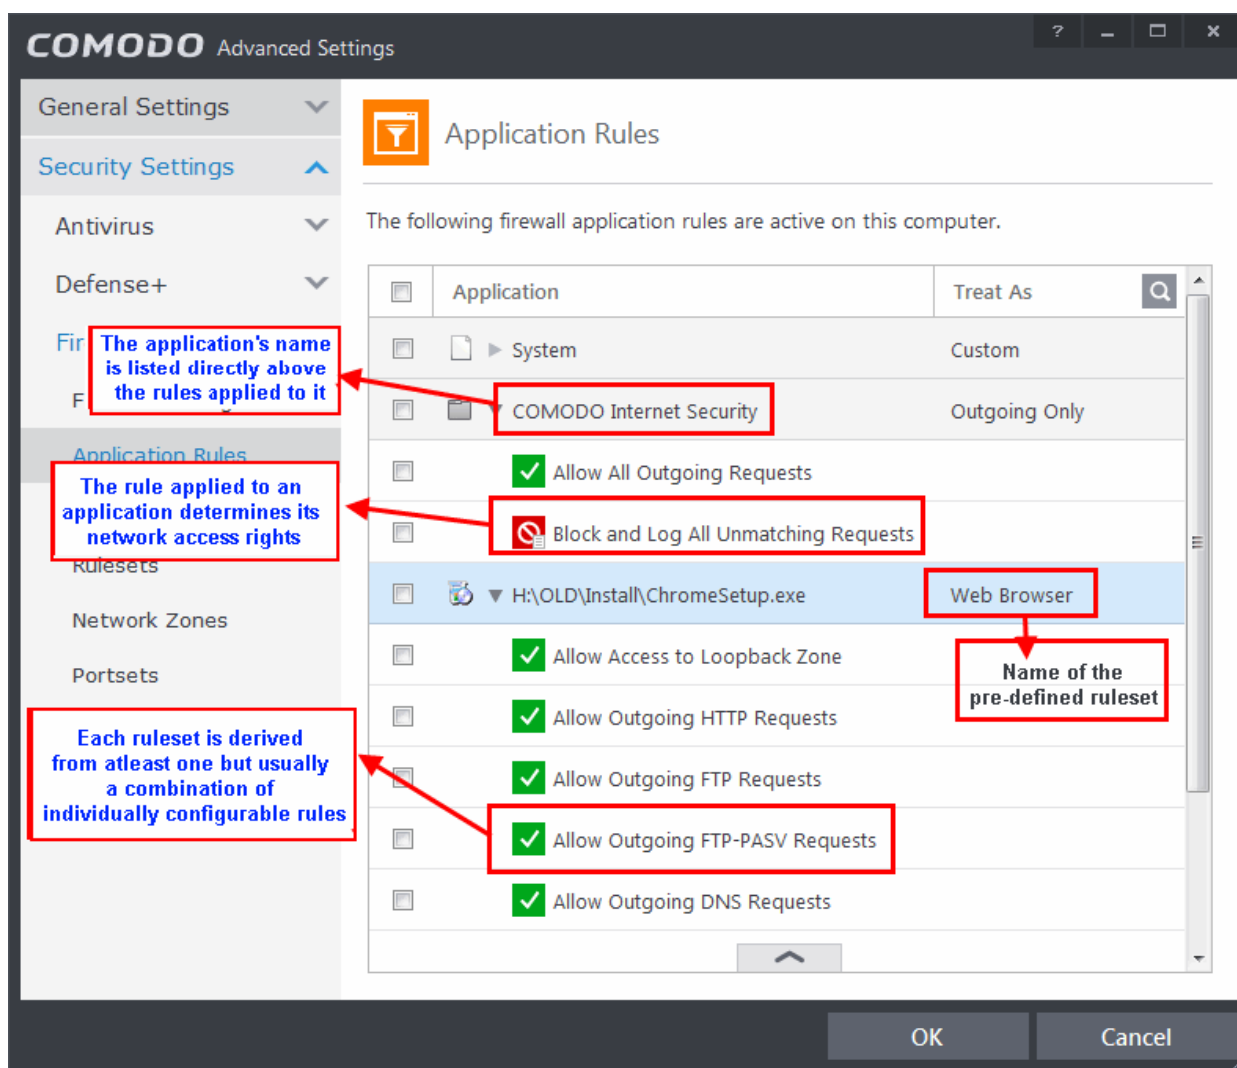 COMODO Advanced Settings
?
General Settings
Security Settings
Antivirus
Defense+
Fir
F
Application Rules
Rulesets
Network Zones
Portsets
The application's name
is listed directly above
the rules applied to it
The rule applied to an
application determines its
network access rights
Each ruleset is derived
from atleast one but usually
a combination of
individually configurable rules
Application Rules
The following firewall application rules are active on this computer.
Application Treat As
System Custom
COMODO Internet Security Outgoing Only
Allow All Outgoing Requests
Block and Log All Unmatching Requests
H:\OLD\Install\ChromeSetup.exe Web Browser
Allow Access to Loopback Zone
Name of the
pre-defined ruleset
Allow Outgoing HTTP Requests
Allow Outgoing FTP Requests
Allow Outgoing FTP-PASV Requests
Allow Outgoing DNS Requests
OK Cancel